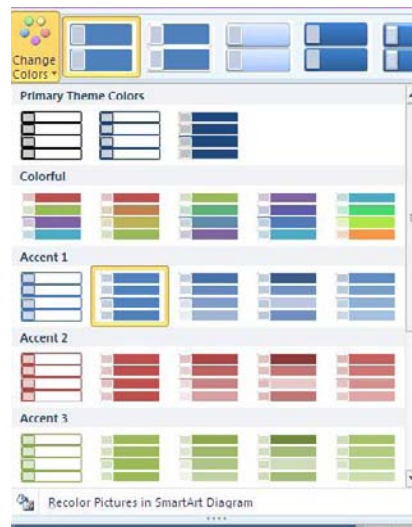 Change
Colors
Primary Theme Colors
Colorful
Accent 1
Accent 2
Accent 3
Recolor Pictures in SmartArt Diagram